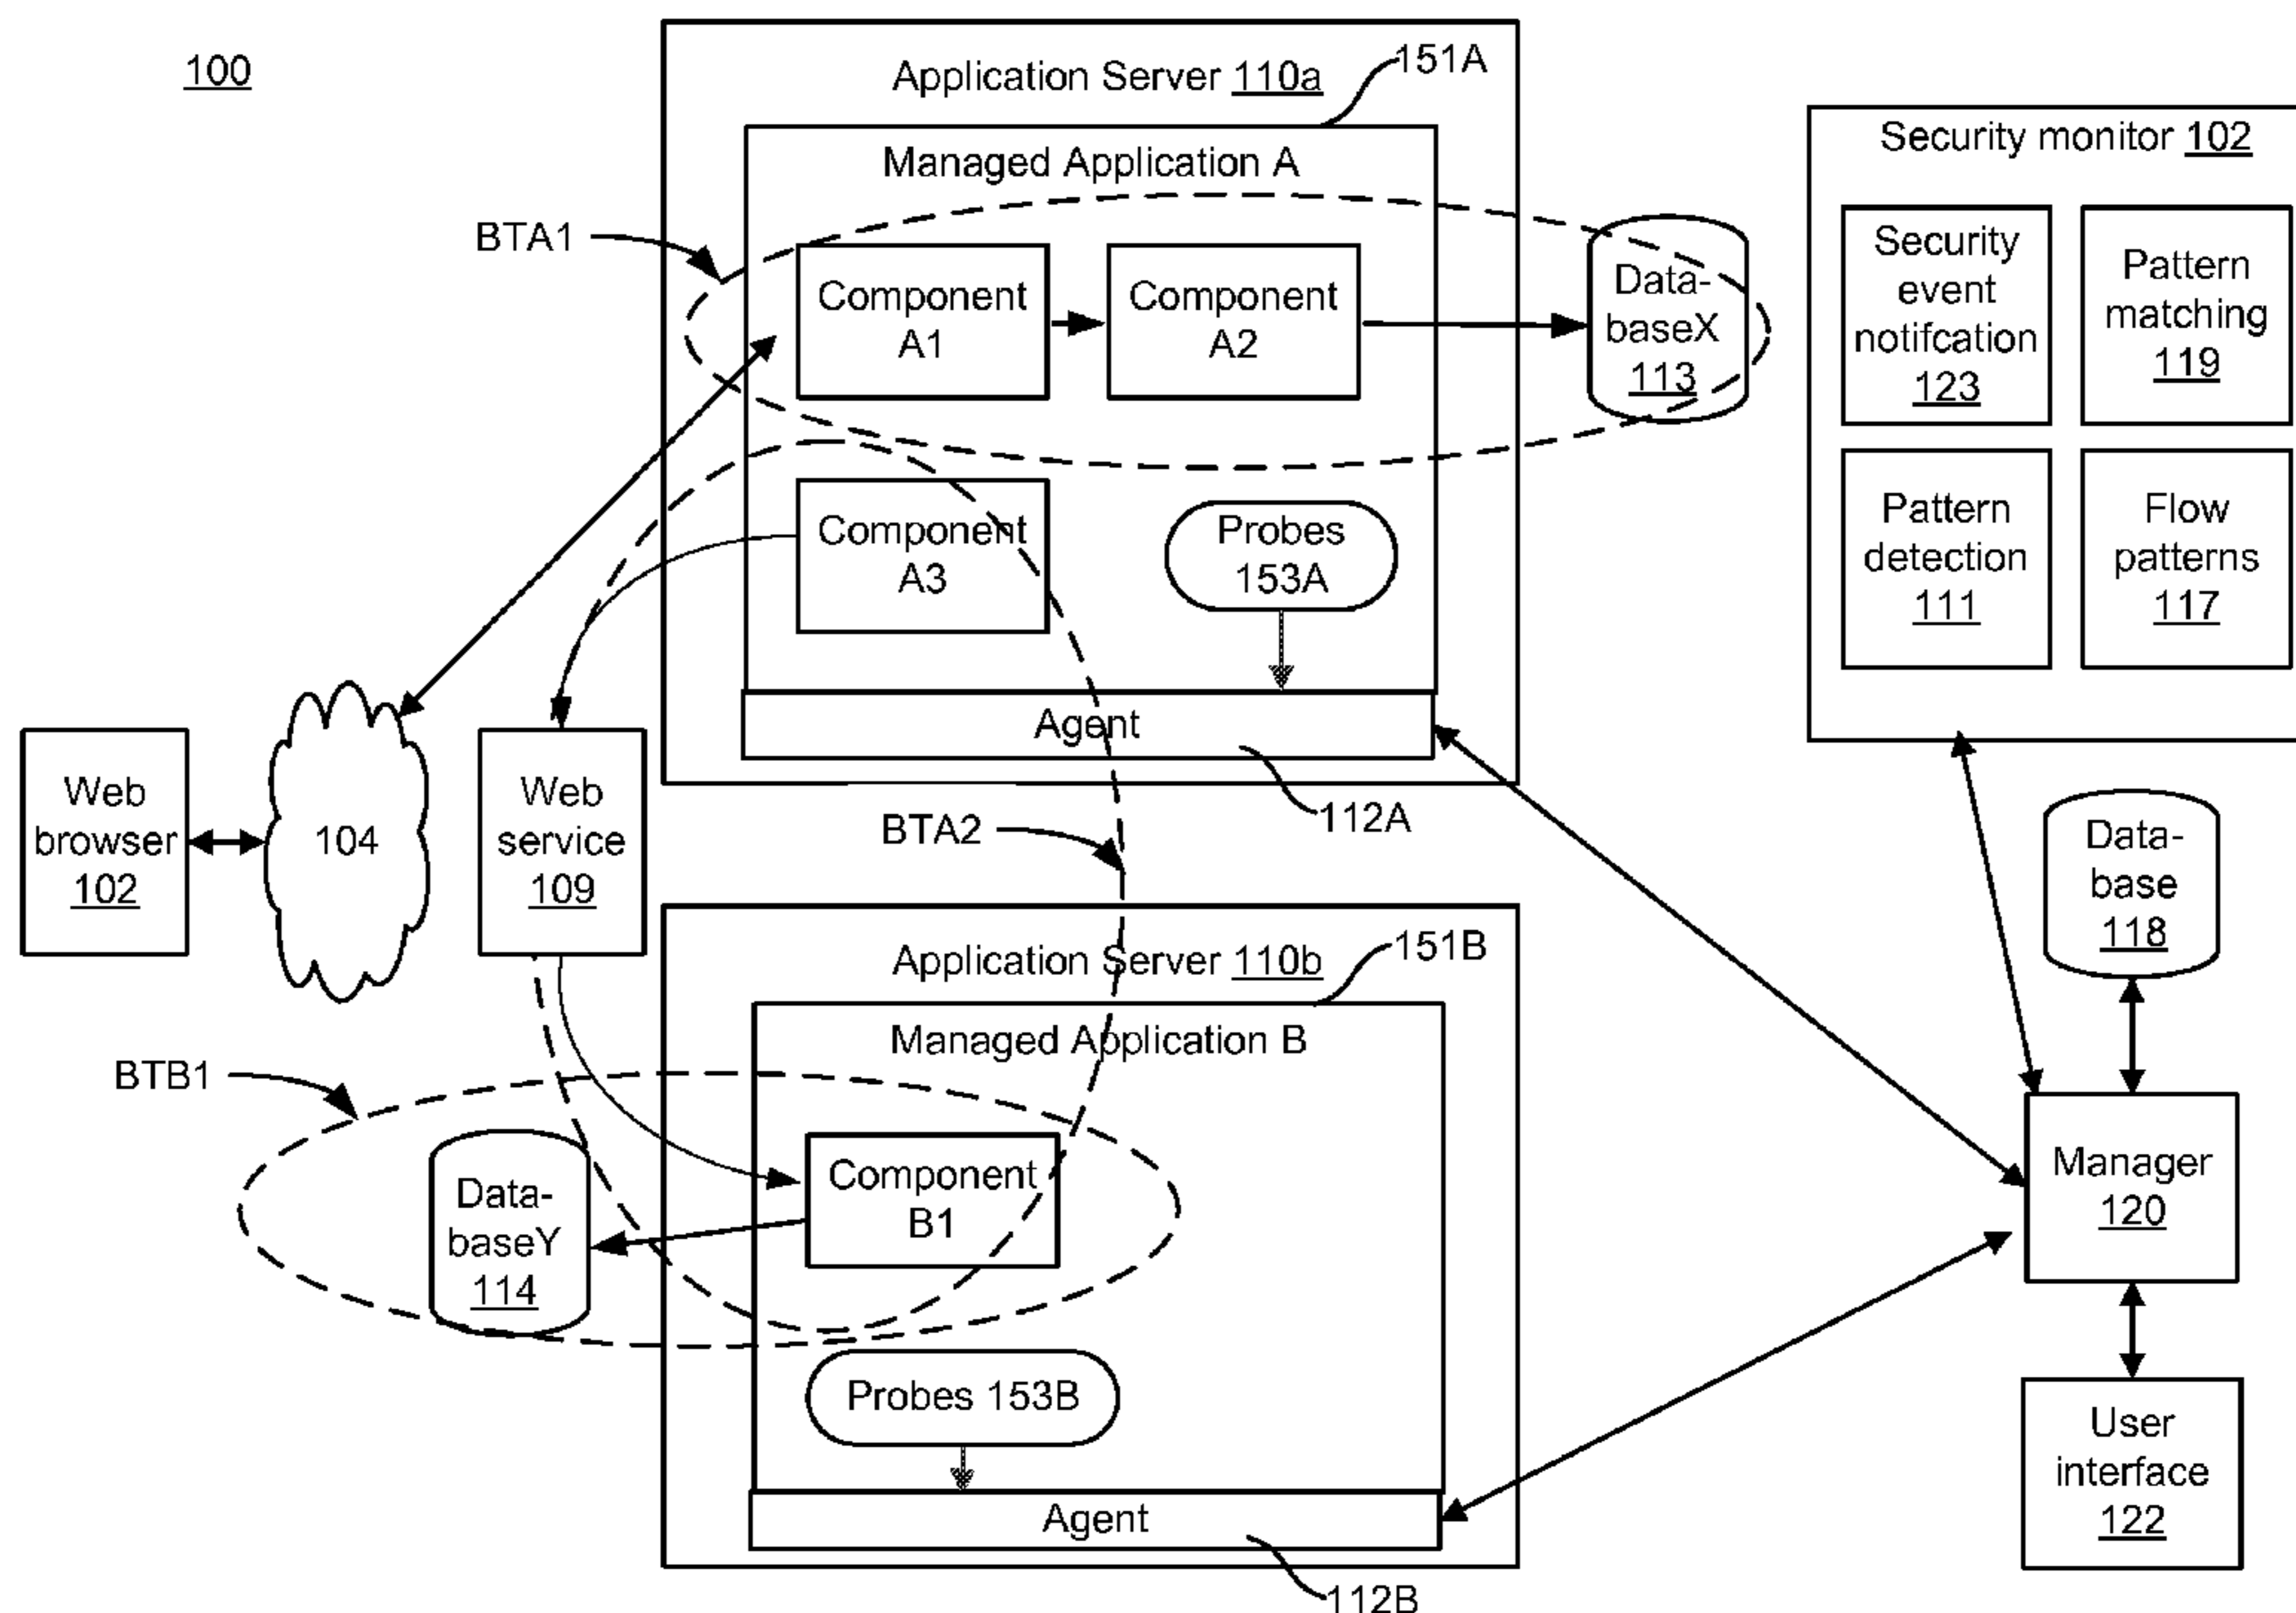 100
Application Server 110a
151A
Managed Application A
BTA1
Component
A1
Component
A2
Data-
baseX
113
Component
A3
Probes
153A
Agent
112A
Security monitor 102
Security
event
notifcation
123
Pattern
matching
119
Pattern
detection
111
Flow
patterns
117
Web
browser
102
104
Web
service
109
BTA2
Data-
base
118
Application Server 110b
151B
Managed Application B
BTB1
Data-
baseY
114
Component
B1
Probes 153B
Agent
112B
Manager
120
User
interface
122